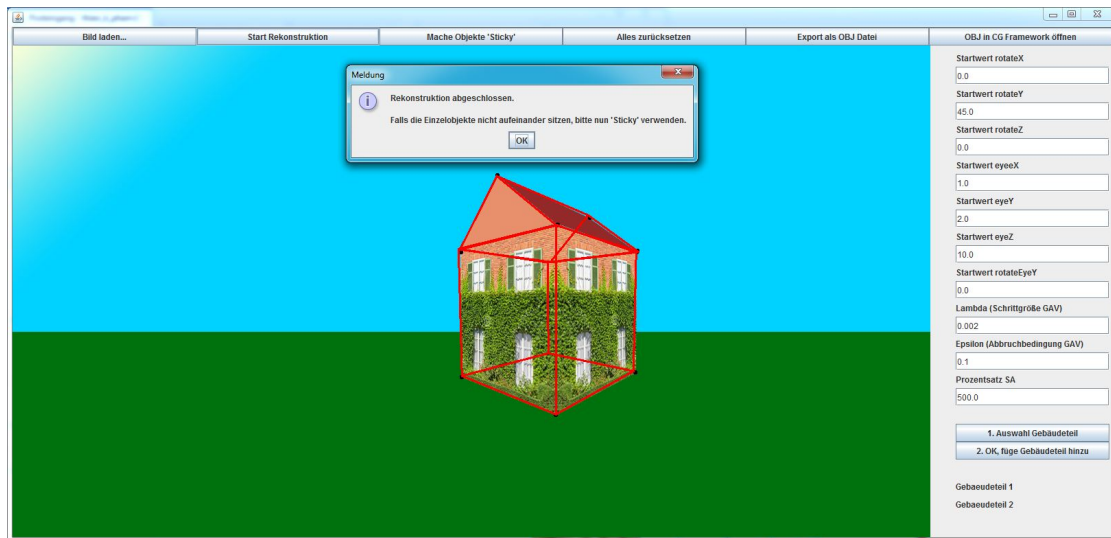 Bild laden...
Start Rekonstruktion
Mache Objekte 'Sticky'
Alles zurücksetzen
Export als OBJ Datei
OBJ in CG Framework öffnen
Meldung
Rekonstruktion abgeschlossen.
Falls die Einzelobjekte nicht aufeinander sitzen, bitte nun 'Sticky' verwenden.
OK
Startwert rotateX
0.0
Startwert rotateY
45.0
Startwert rotateZ
0.0
Startwert eyeeX
1.0
Startwert eyeY
2.0
Startwert eyeZ
10.0
Startwert rotateEyeY
0.0
Lambda (Schrittgröße GAV)
0.002
Epsilon (Abbruchbedingung GAV)
0.1
Prozentsatz SA
500.0
1. Auswahl Gebäudeteil
2. OK, füge Gebäudeteil hinzu
Gebaeudeteil 1
Gebaeudeteil 2